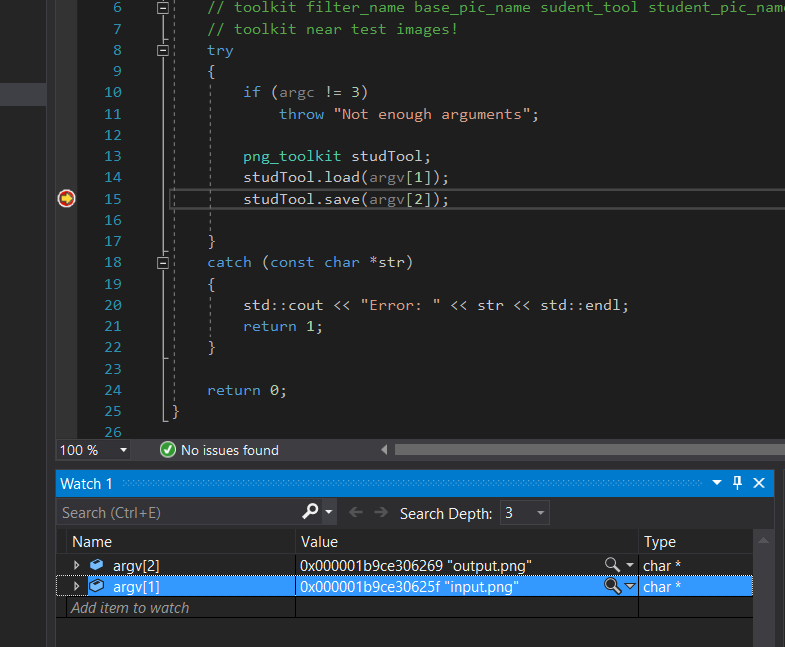 6 // toolkit filter_name base_pic_name sudent_tool student_pic_name
7 // toolkit near test images!
8 try
9 {
10 if (argc != 3)
11 throw "Not enough arguments";
12
13 png_toolkit studTool;
14 studTool.load(argv[1]);
15 studTool.save(argv[2]);
16
17 }
18 catch (const char *str)
19 {
20 std::cout << "Error: " << str << std::endl;
21 return 1;
22 }
23
24 return 0;
25 }
26
100 % No issues found
Watch 1
Search (Ctrl+E) Search Depth: 3
Name Value Type
argv[2] 0x000001b9ce306269 "output.png" char *
argv[1] 0x000001b9ce30625f "input.png" char *
Add item to watch